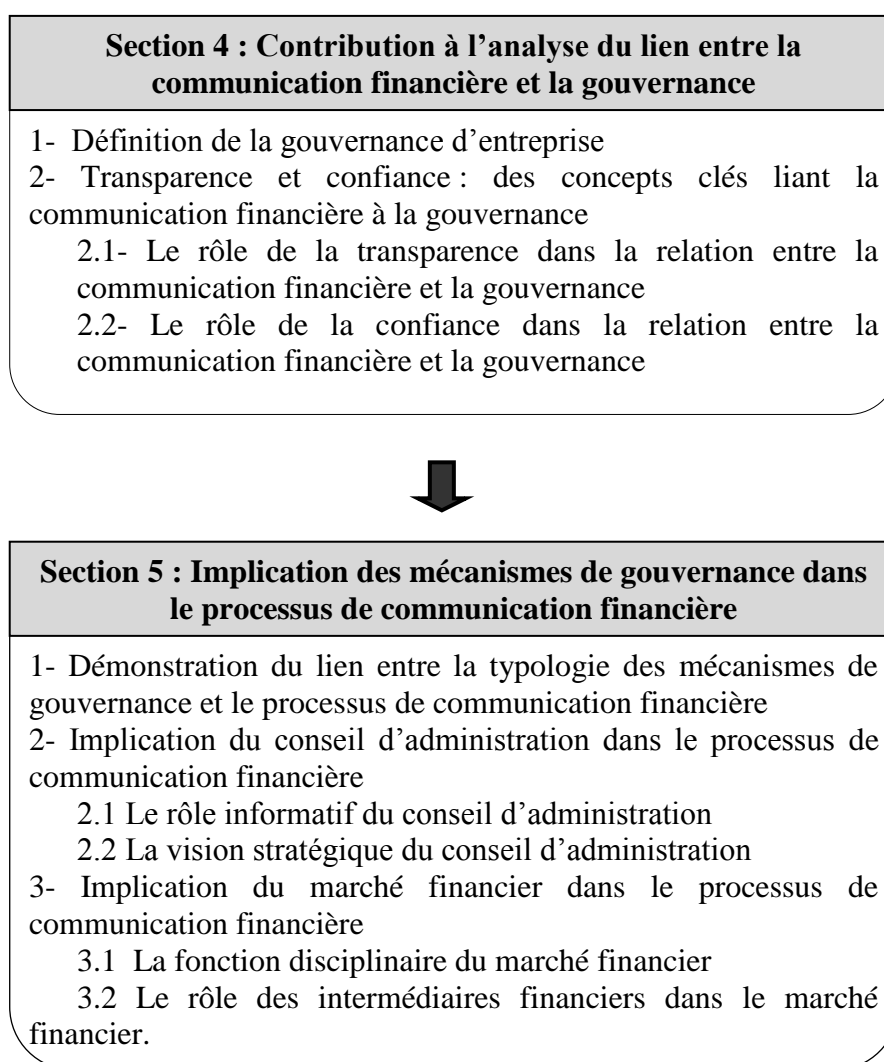 Section 4 : Contribution à l’analyse du lien entre la
communication financière et la gouvernance
1- Définition de la gouvernance d’entreprise
2- Transparence et confiance : des concepts clés liant la
communication financière à la gouvernance
2.1- Le rôle de la transparence dans la relation entre la
communication financière et la gouvernance
2.2- Le rôle de la confiance dans la relation entre la
communication financière et la gouvernance
Section 5 : Implication des mécanismes de gouvernance dans
le processus de communication financière
1- Démonstration du lien entre la typologie des mécanismes de
gouvernance et le processus de communication financière
2- Implication du conseil d’administration dans le processus de
communication financière
2.1 Le rôle informatif du conseil d’administration
2.2 La vision stratégique du conseil d’administration
3- Implication du marché financier dans le processus de
communication financière
3.1 La fonction disciplinaire du marché financier
3.2 Le rôle des intermédiaires financiers dans le marché
financier.